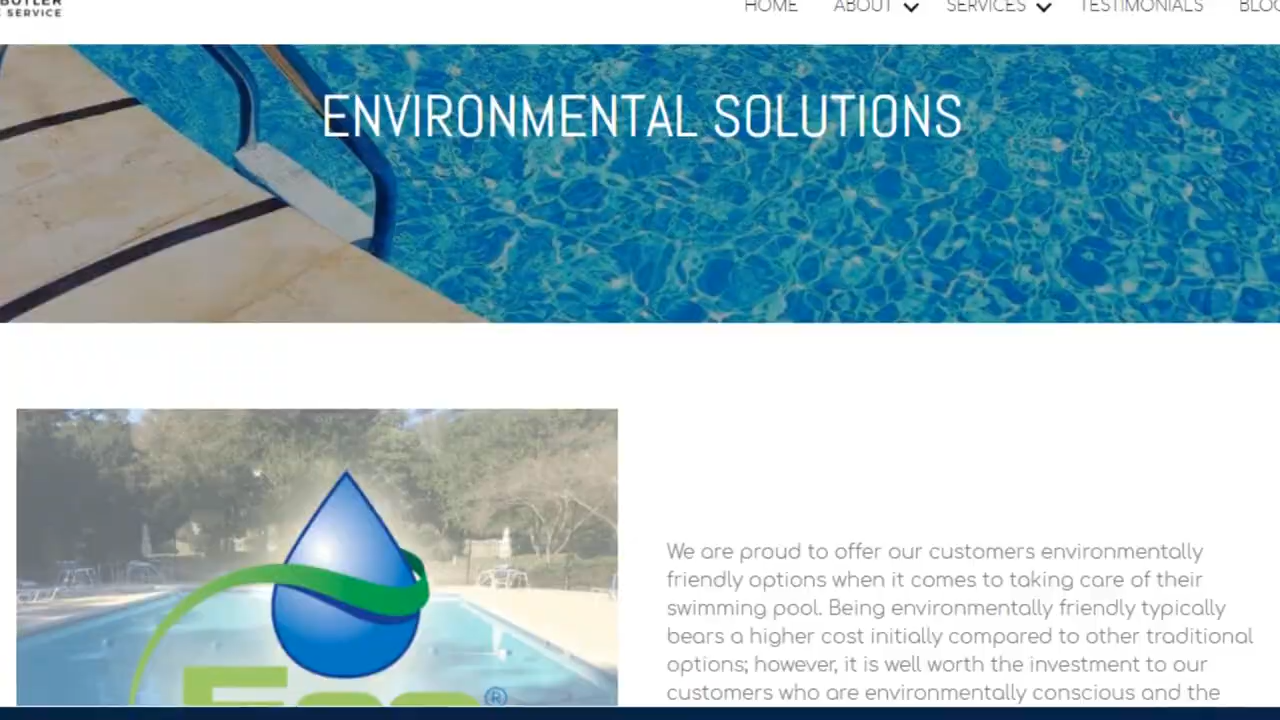 BUTLER
SERVICE
HOME ABOUT SERVICES TESTIMONIALS BLOG
ENVIRONMENTAL SOLUTIONS
We are proud to offer our customers environmentally
friendly options when it comes to taking care of their
swimming pool. Being environmentally friendly typically
bears a higher cost initially compared to other traditional
options; however, it is well worth the investment to our
customers who are environmentally conscious and the
®